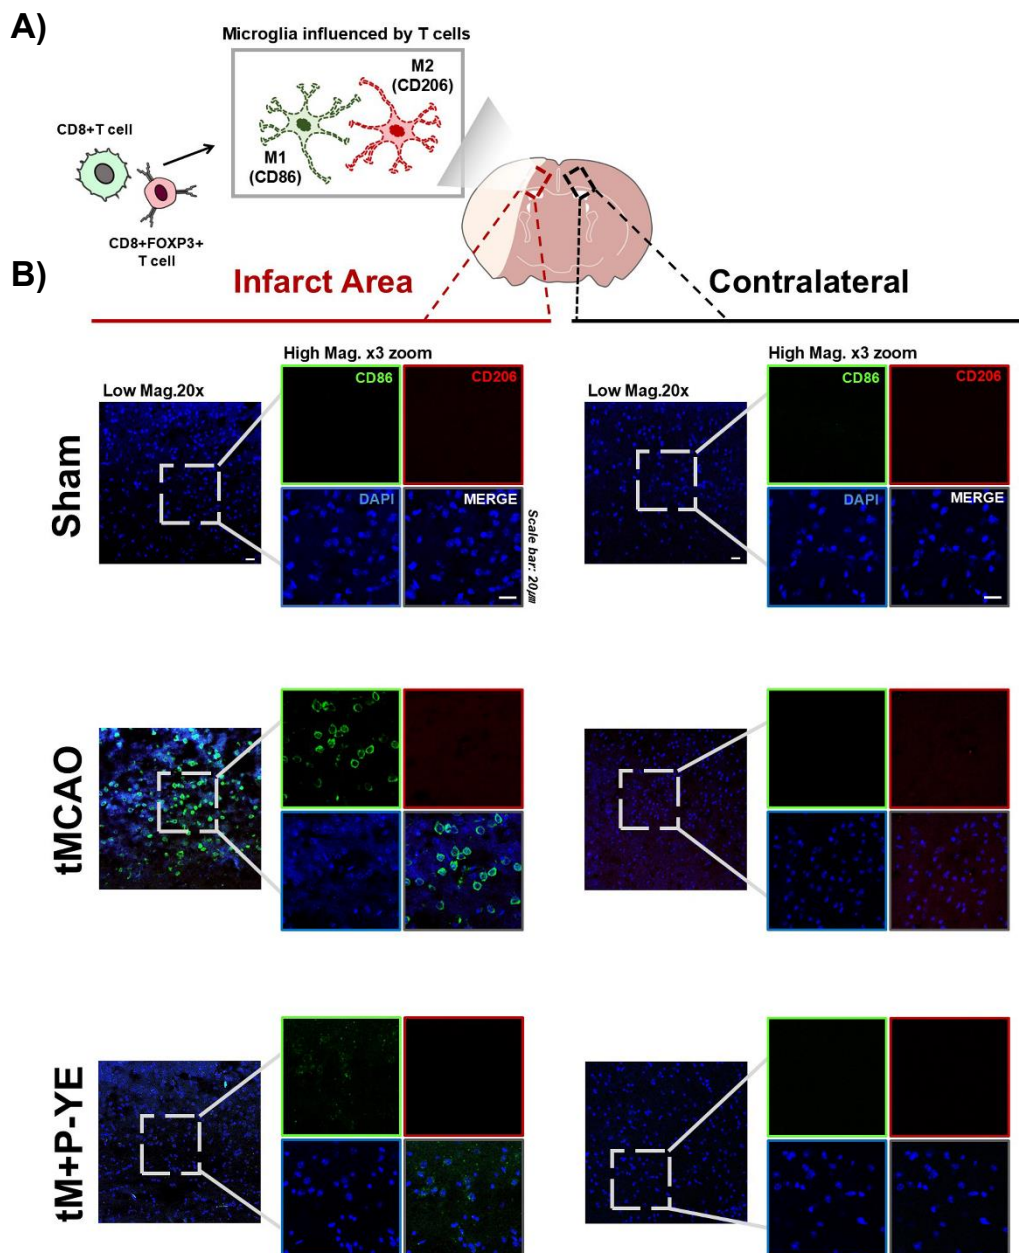 A)
Microglia influenced by T cells
M2
(CD206)
CD8+T cell
M1
(CD86)
CD8+FOXP3+
T cell
B)
Infarct Area
Contralateral
High Mag. x3 zoom
High Mag. x3 zoom
Low Mag.20x
CD86
CD206
Low Mag.20x
CD86
CD206
Sham
DAPI
MERGE
DAPI
MERGE
Scale bar: 20㎛
tMCAO
tM+P-YE